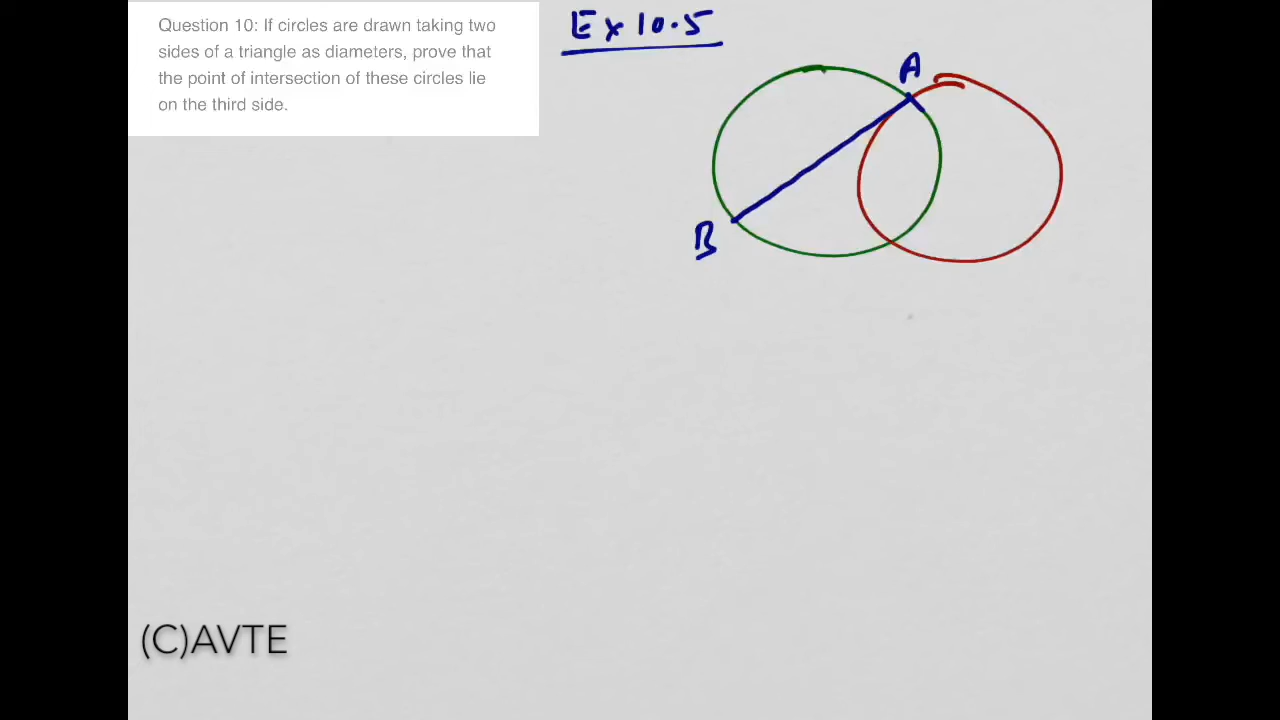 Question 10: If circles are drawn taking two
sides of a triangle as diameters, prove that
the point of intersection of these circles lie
on the third side.
Ex 10.5
A
B
(C)AVTE